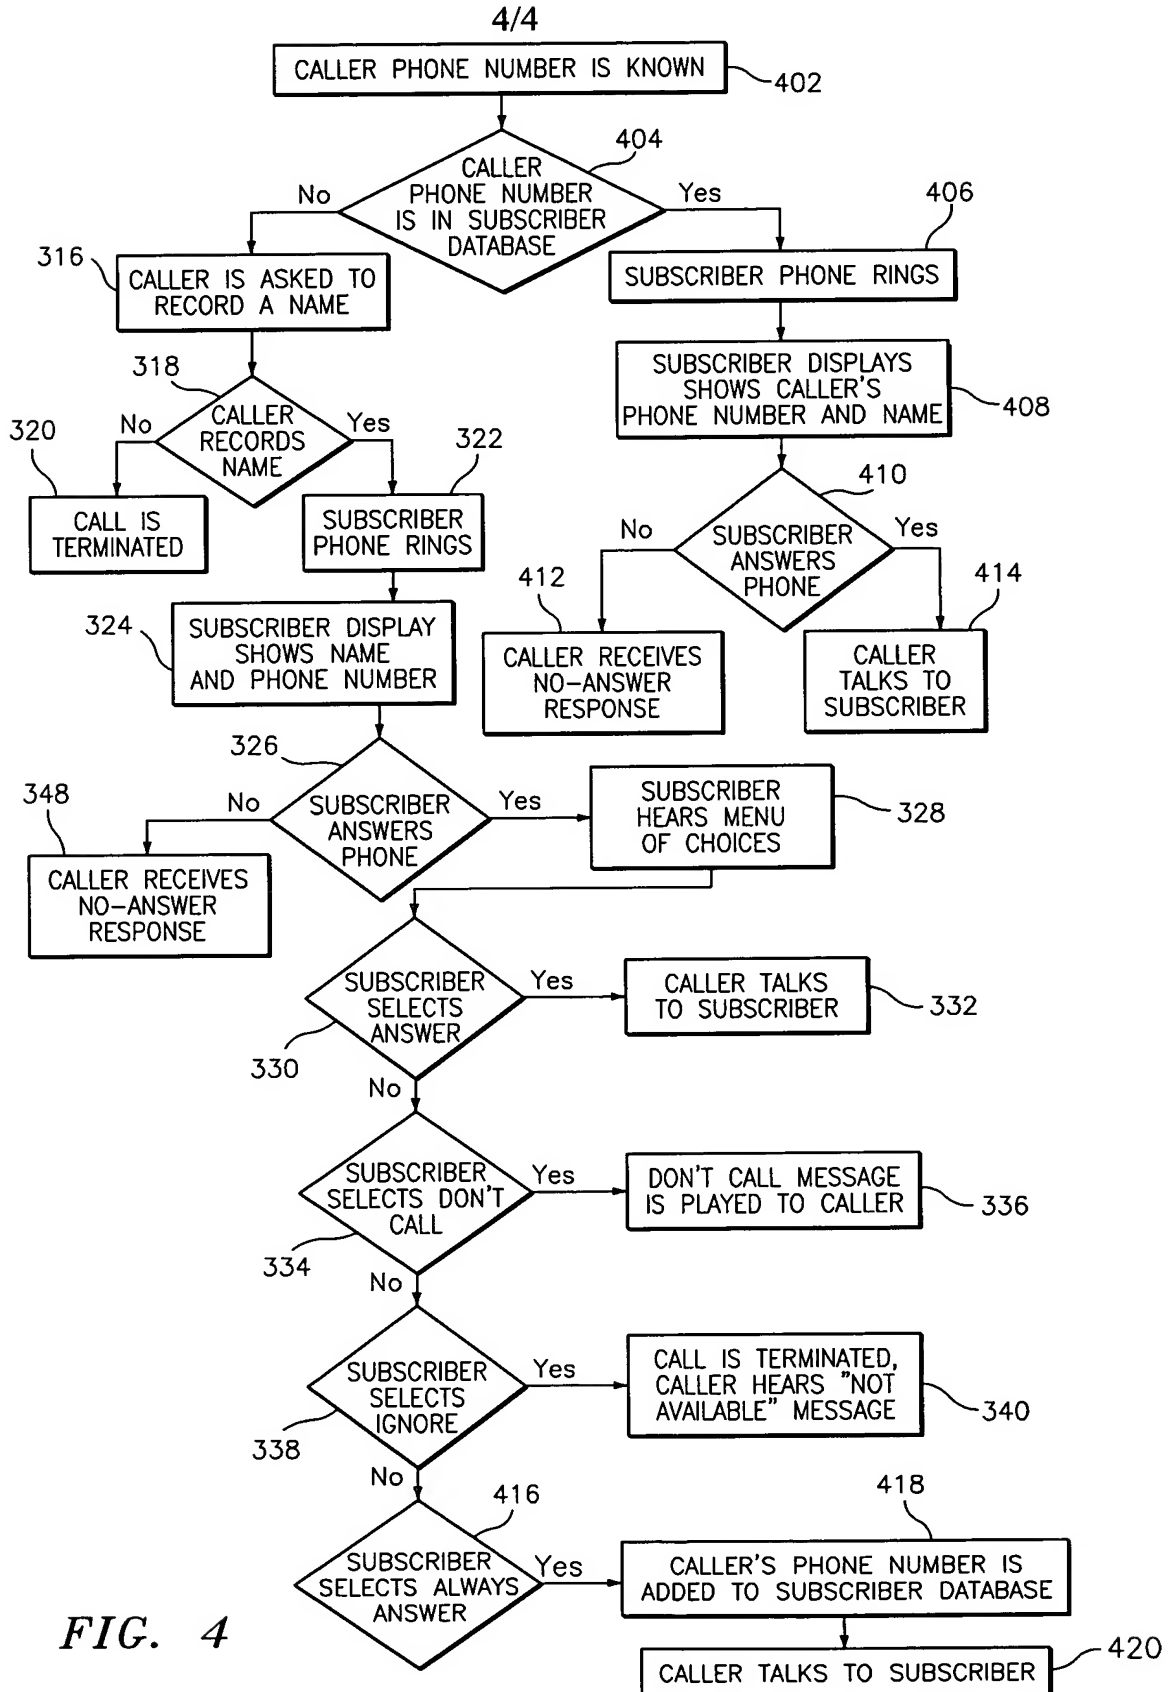 4/4
CALLER PHONE NUMBER IS KNOWN
402
404
CALLER
PHONE NUMBER
IS IN SUBSCRIBER
DATABASE
No
Yes
406
316
CALLER IS ASKED TO
RECORD A NAME
SUBSCRIBER PHONE RINGS
318
CALLER
RECORDS
NAME
No
Yes
SUBSCRIBER DISPLAYS
SHOWS CALLER'S
PHONE NUMBER AND NAME
408
320
CALL IS
TERMINATED
322
SUBSCRIBER
PHONE RINGS
410
SUBSCRIBER
ANSWERS
PHONE
No
Yes
412
CALLER RECEIVES
NO-ANSWER
RESPONSE
414
CALLER
TALKS TO
SUBSCRIBER
324
SUBSCRIBER DISPLAY
SHOWS NAME
AND PHONE NUMBER
326
SUBSCRIBER
ANSWERS
PHONE
No
Yes
SUBSCRIBER
HEARS MENU
OF CHOICES
328
348
CALLER RECEIVES
NO-ANSWER
RESPONSE
SUBSCRIBER
SELECTS
ANSWER
Yes
CALLER TALKS
TO SUBSCRIBER
332
330
No
SUBSCRIBER
SELECTS DON'T
CALL
Yes
DON'T CALL MESSAGE
IS PLAYED TO CALLER
336
334
No
SUBSCRIBER
SELECTS
IGNORE
Yes
CALL IS TERMINATED,
CALLER HEARS "NOT
AVAILABLE" MESSAGE
340
338
No
416
SUBSCRIBER
SELECTS ALWAYS
ANSWER
Yes
418
CALLER'S PHONE NUMBER IS
ADDED TO SUBSCRIBER DATABASE
CALLER TALKS TO SUBSCRIBER
420
FIG. 4